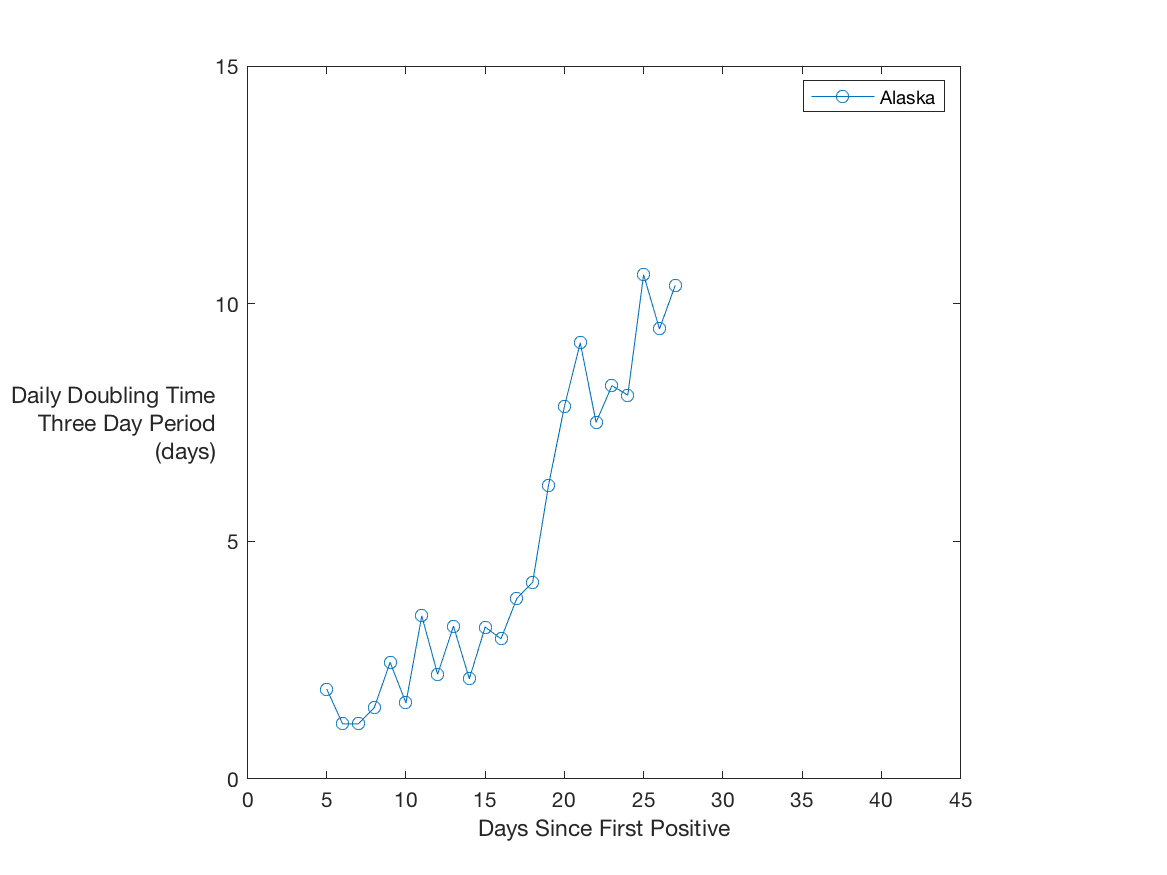 15
Alaska
10
Daily Doubling Time
Three Day Period
(days)
5
0
0 5 10 15 20 25 30 35 40 45
Days Since First Positive